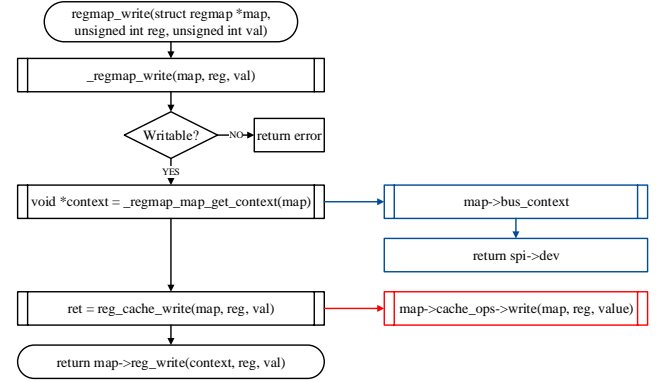 regmap_write(struct regmap *map,
unsigned int reg, unsigned int val)
_regmap_write(map, reg, val)
Writable?
NO
return error
YES
void *context = _regmap_map_get_context(map)
map->bus_context
return spi->dev
ret = reg_cache_write(map, reg, val)
map->cache_ops->write(map, reg, value)
return map->reg_write(context, reg, val)